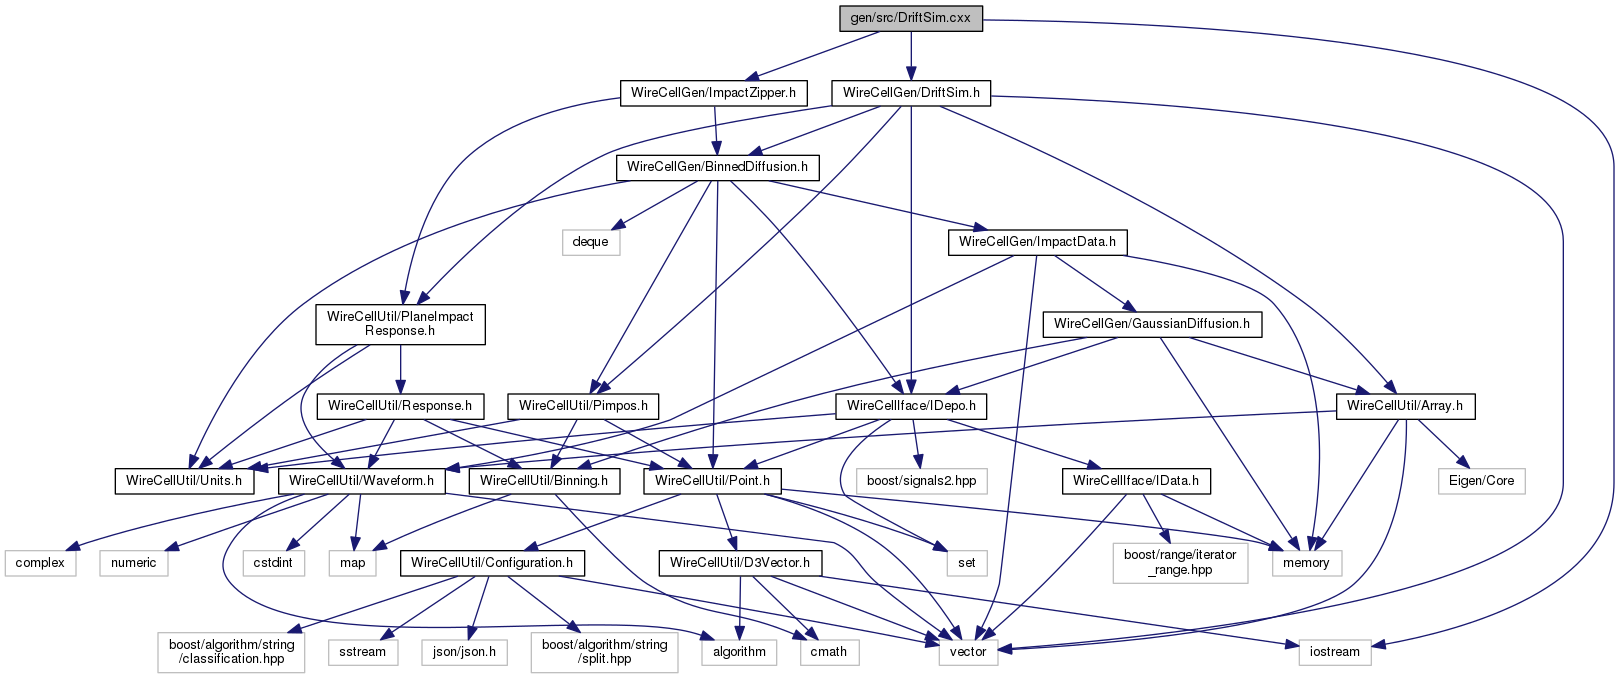 gen/src/DriftSim.cxx
WireCellGen/ImpactZipper.h
WireCellGen/DriftSim.h
WireCellGen/BinnedDiffusion.h
deque
WireCellGen/ImpactData.h
WireCellUtil/PlaneImpact
Response.h
WireCellGen/GaussianDiffusion.h
WireCellUtil/Response.h
WireCellUtil/Pimpos.h
WireCellIface/IDepo.h
WireCellUtil/Array.h
WireCellUtil/Units.h
WireCellUtil/Waveform.h
WireCellUtil/Binning.h
WireCellUtil/Point.h
boost/signals2.hpp
WireCellIface/IData.h
Eigen/Core
complex
numeric
cstdint
map
WireCellUtil/Configuration.h
WireCellUtil/D3Vector.h
set
boost/range/iterator
_range.hpp
memory
boost/algorithm/string
/classification.hpp
sstream
json/json.h
boost/algorithm/string
/split.hpp
algorithm
cmath
vector
iostream